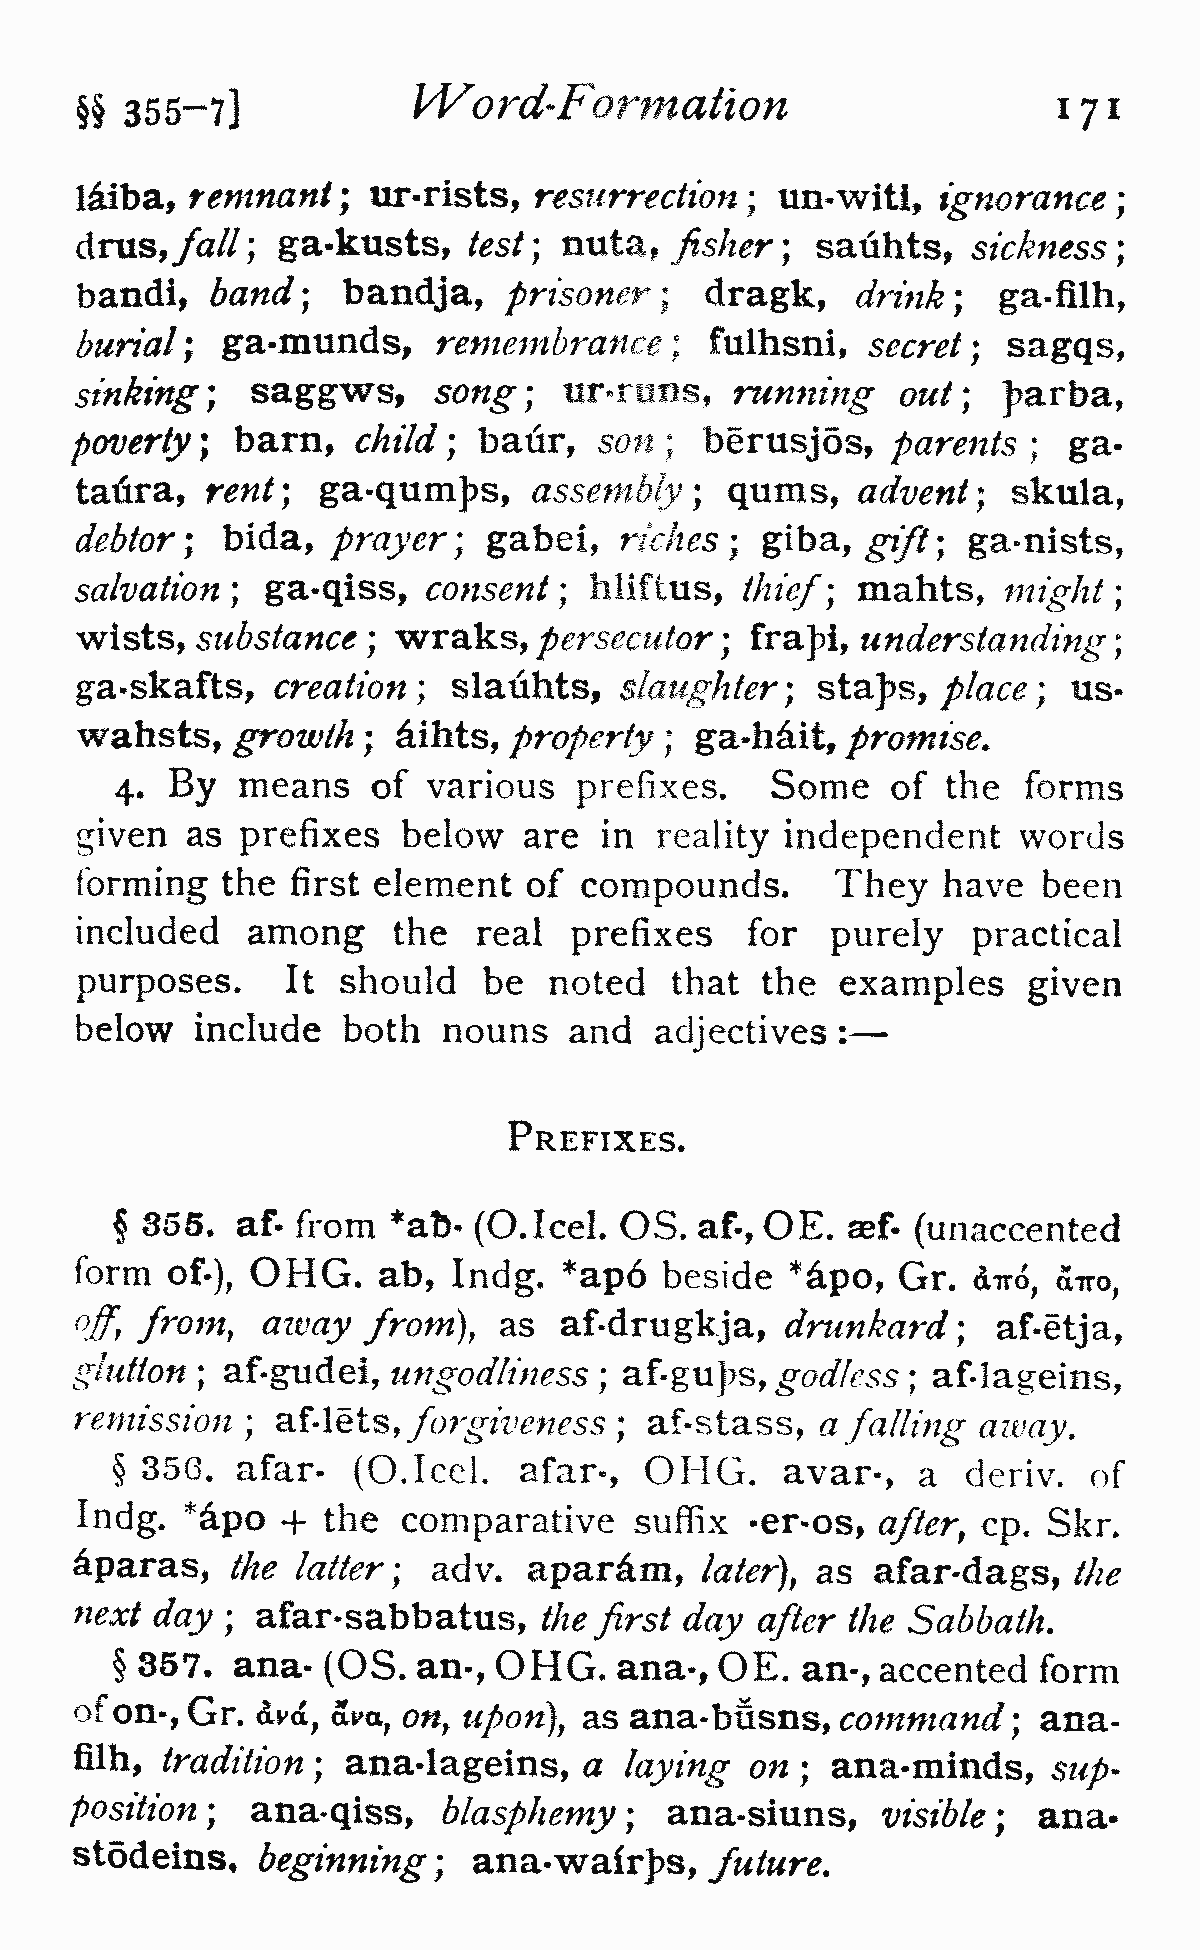 §§ 355–7] Word-Formation 171
láiba, remnant; ur-rists, resurrection; un-witi, ignorance;
drus, fall; ga-kusts, test; nuta, fisher; saúhts, sickness;
bandi, band; bandja, prisoner; dragk, drink; ga-filh,
burial; ga-munds, remembrance; fulhsni, secret; sagqs,
sinking; saggws, song; ur-runs, running out; þarba,
poverty; barn, child; baúr, son; bērusjōs, parents; ga-
taúra, rent; ga-qumþs, assembly; qums, advent; skula,
debtor; bida, prayer; gabei, riches; giba, gift; ga-nists,
salvation; ga-qiss, consent; hliftus, thief; mahts, might;
wists, substance; wraks, persecutor; fraþi, understanding;
ga-skafts, creation; slaúhts, slaughter; staþs, place; us-
wahsts, growth; áihts, property; ga-háit, promise.
4. By means of various prefixes. Some of the forms
given as prefixes below are in reality independent words
forming the first element of compounds. They have been
included among the real prefixes for purely practical
purposes. It should be noted that the examples given
below include both nouns and adjectives :—
PREFIXES.
§ 355. af- from *aƀ- (O.Icel. OS. af-, OE. æf- (unaccented
form of-), OHG. ab, Indg. *apó beside *ápo, Gr. ἀπό, ἄπο,
off, from, away from), as af-drugkja, drunkard; af-ētja,
glutton; af-gudei, ungodliness; af-guþs, godless; af-lageins,
remission; af-lēts, forgiveness; af-stass, a falling away.
§ 356. afar- (O.Icel. afar-, OHG. avar-, a deriv. of
Indg. *ápo + the comparative suffix -er-os, after, cp. Skr.
áparas, the latter; adv. aparám, later), as afar-dags, the
next day; afar-sabbatus, the first day after the Sabbath.
§ 357. ana- (OS. an-, OHG. ana-, OE. an-, accented form
of on-, Gr. ἀνά, ἄνα, on, upon), as ana-bū̆sns, command; ana-
filh, tradition; ana-lageins, a laying on; ana-minds, sup-
position; ana-qiss, blasphemy; ana-siuns, visible; ana-
stōdeins, beginning; ana-waírþs, future.